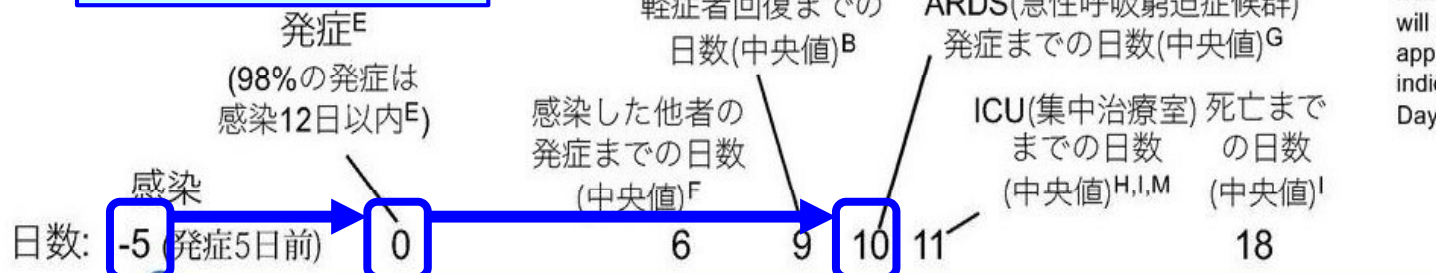 発症E
(98%の発症は
感染12日以内E)
感染
感染した他者の
発症までの日数
(中央値)F
軽症者回復までの
日数(中央値)B
ARDS(急性呼吸窮迫症候群)
発症までの日数(中央値)G
ICU(集中治療室)
までの日数
(中央値)H,I,M
死亡まで
の日数
(中央値)I
will
app
indi
Day
日数: -5 (発症5日前) 0 6 9 10 11 18